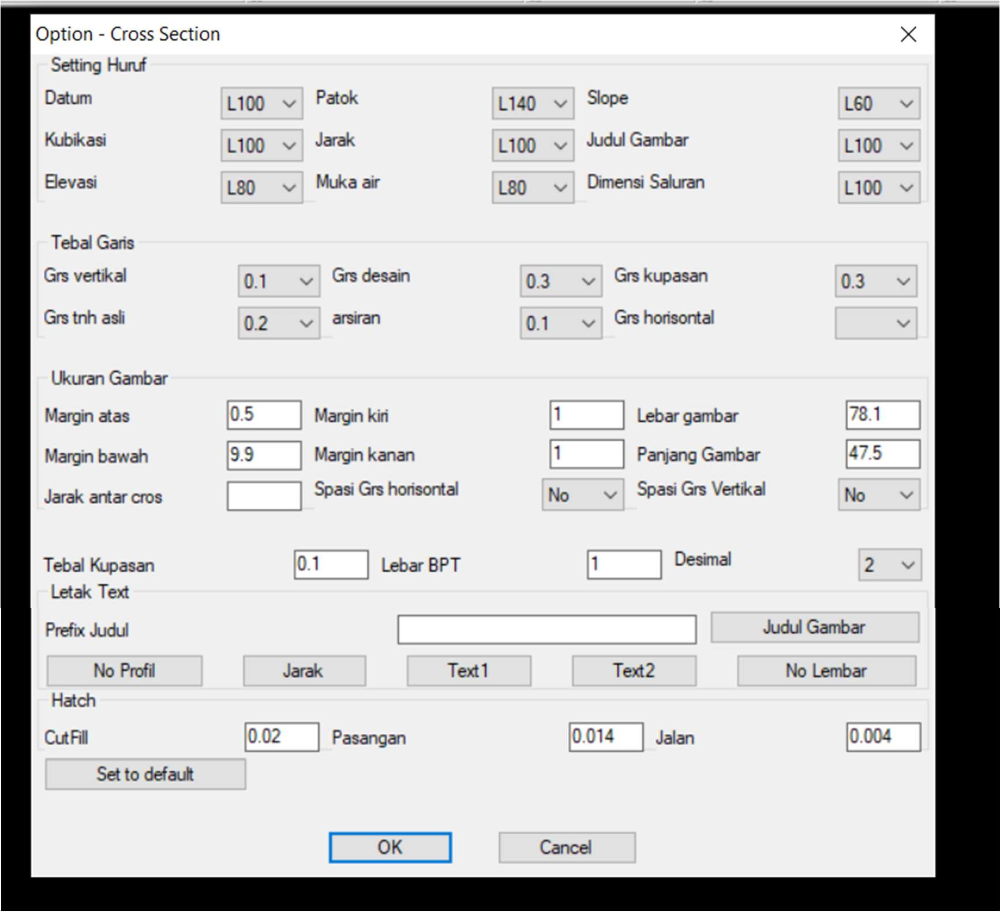 Option - Cross Section
Setting Huruf
Datum L100 Patok L140 Slope L60
Kubikasi L100 Jarak L100 Judul Gambar L100
Elevasi L80 Muka air L80 Dimensi Saluran L100
Tebal Garis
Grs vertikal 0.1 Grs desain 0.3 Grs kupasan 0.3
Grs tnh asli 0.2 arsiran 0.1 Grs horisontal
Ukuran Gambar
Margin atas 0.5 Margin kiri 1 Lebar gambar 78.1
Margin bawah 9.9 Margin kanan 1 Panjang Gambar 47.5
Jarak antar cros Spasi Grs horisontal No Spasi Grs Vertikal No
Tebal Kupasan 0.1 Lebar BPT 1 Desimal 2
Letak Text
Prefix Judul Judul Gambar
No Profil Jarak Text1 Text2 No Lembar
Hatch
CutFill 0.02 Pasangan 0.014 Jalan 0.004
Set to default
OK Cancel